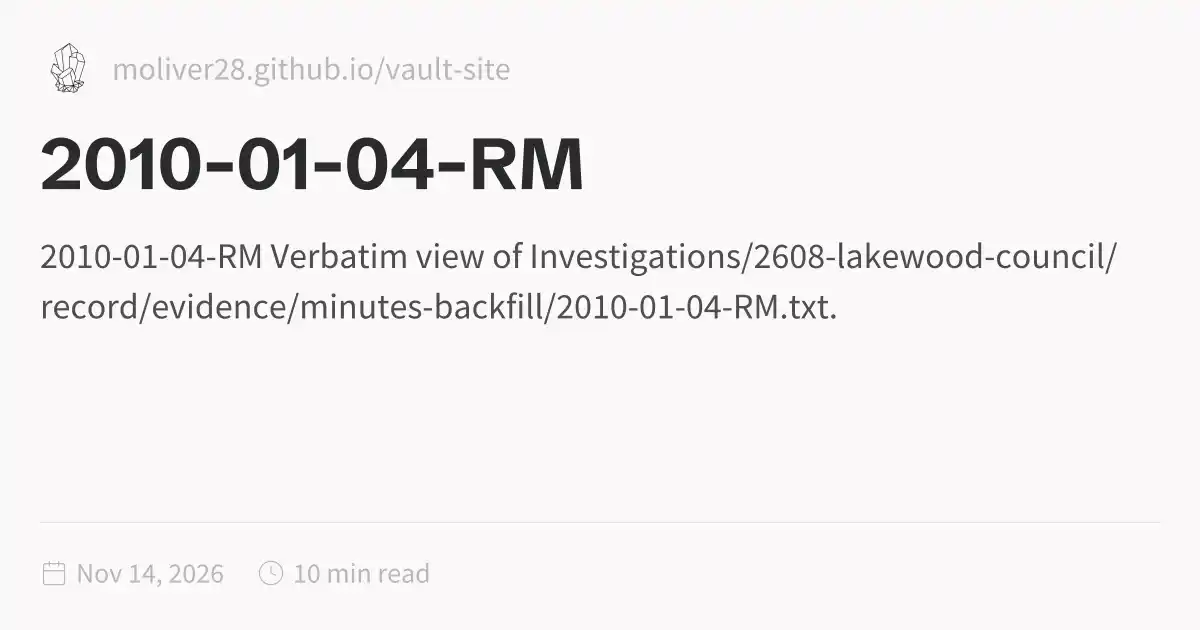 moliver28.github.io/vault-site
2010-01-04-RM
2010-01-04-RM Verbatim view of Investigations/2608-lakewood-council/
record/evidence/minutes-backfill/2010-01-04-RM.txt.
Nov 14, 2026 10 min read